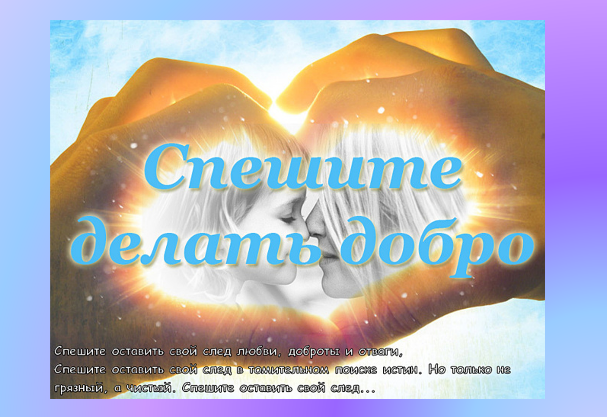 Спешите
делать добро
Спешите оставить свой след любви, доброты и отваги,
Спешите оставить свой след в томительном поиске истин. Но только не
грязный, а чистый. Спешите оставить свой след...